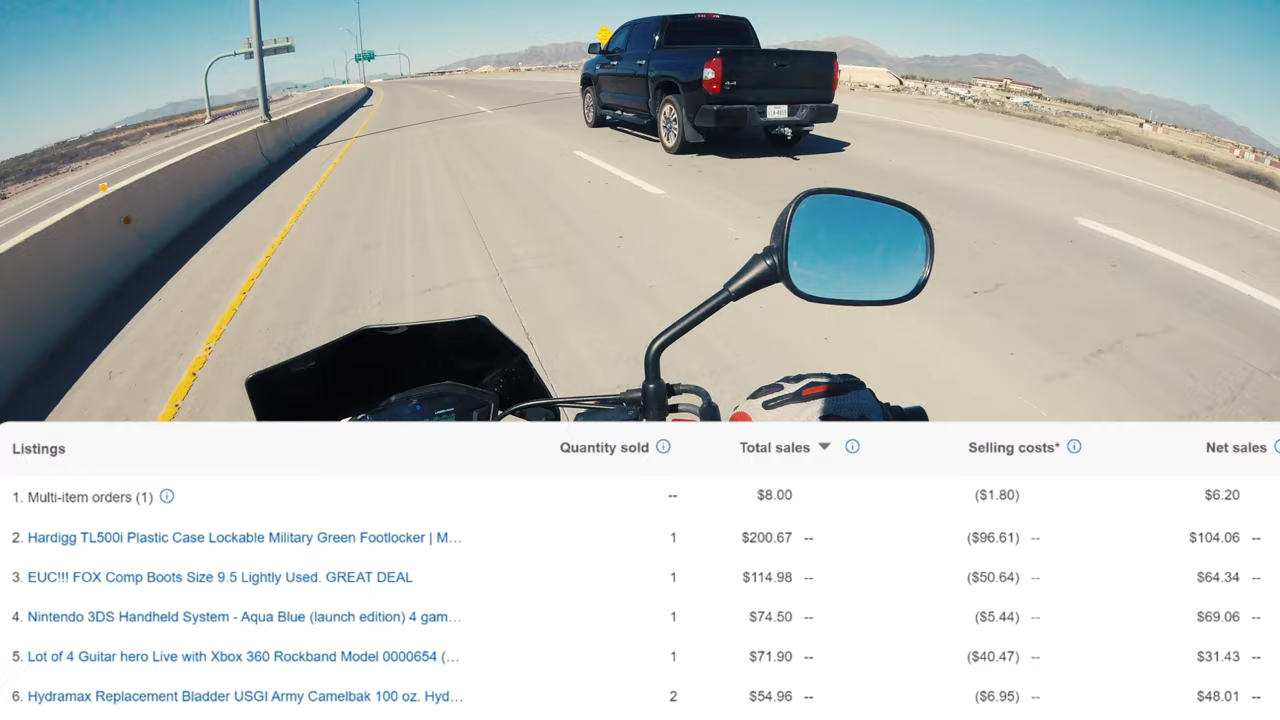 Listings Quantity sold Total sales Selling costs* Net sales
1. Multi-item orders (1) -- $8.00 ($1.80) $6.20
2. Hardigg TL500i Plastic Case Lockable Military Green Footlocker | M... 1 $200.67 -- ($96.61) -- $104.06 --
3. EUC!!! FOX Comp Boots Size 9.5 Lightly Used. GREAT DEAL 1 $114.98 -- ($50.64) -- $64.34 --
4. Nintendo 3DS Handheld System - Aqua Blue (launch edition) 4 gam... 1 $74.50 -- ($5.44) -- $69.06 --
5. Lot of 4 Guitar hero Live with Xbox 360 Rockband Model 0000654 (... 1 $71.90 -- ($40.47) -- $31.43 --
6. Hydramax Replacement Bladder USGI Army Camelbak 100 oz. Hyd... 2 $54.96 -- ($6.95) -- $48.01 --